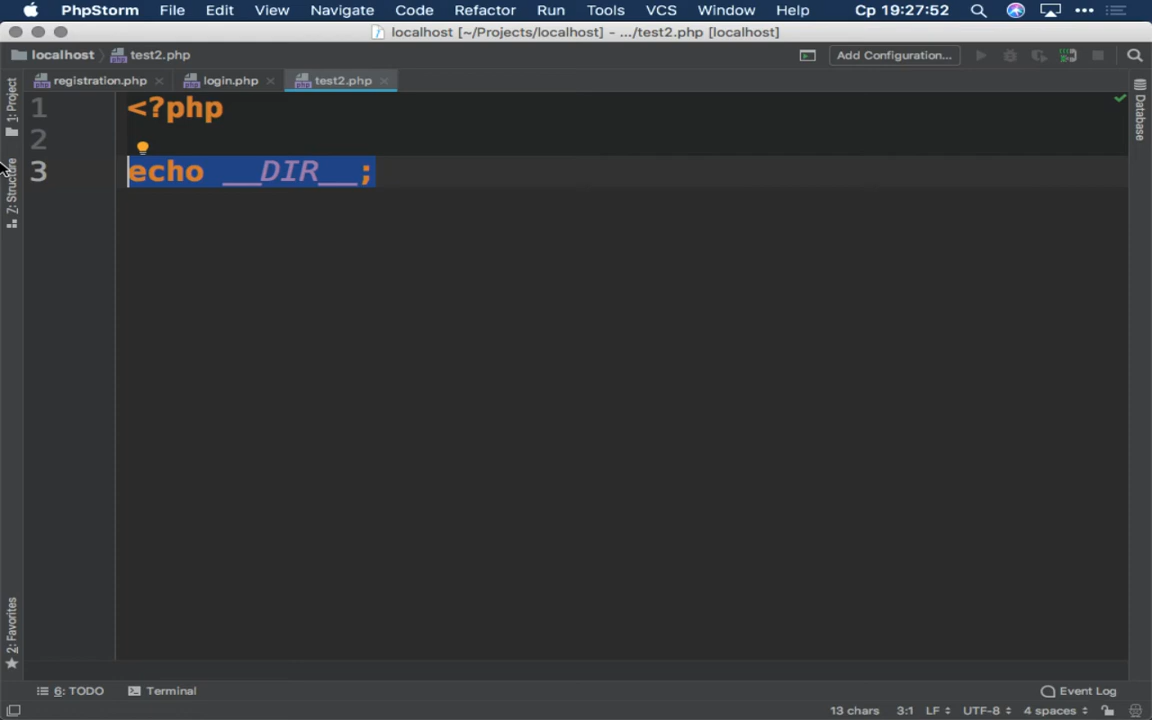 PhpStorm File Edit View Navigate Code Refactor Run Tools VCS Window Help Ср 19:27:52
localhost [~/Projects/localhost] - .../test2.php [localhost]
localhost test2.php Add Configuration...
registration.php login.php test2.php
1: Project
Z: Structure
2: Favorites
Database
1 <?php
2
3 echo __DIR__;
6: TODO Terminal Event Log
13 chars 3:1 LF UTF-8 4 spaces